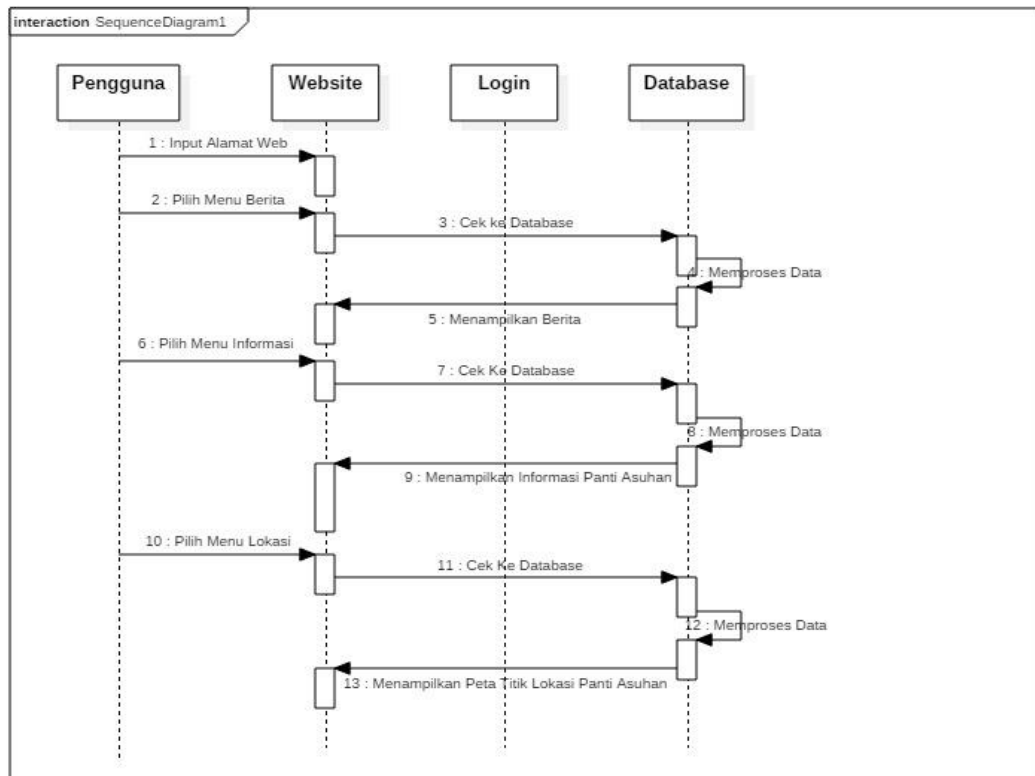 interaction SequenceDiagram1
Pengguna
Website
Login
Database
1 : Input Alamat Web
2 : Pilih Menu Berita
3 : Cek ke Database
4 : Memproses Data
5 : Menampilkan Berita
6 : Pilih Menu Informasi
7 : Cek Ke Database
8 : Memproses Data
9 : Menampilkan Informasi Panti Asuhan
10 : Pilih Menu Lokasi
11 : Cek Ke Database
12 : Memproses Data
13 : Menampilkan Peta Titik Lokasi Panti Asuhan